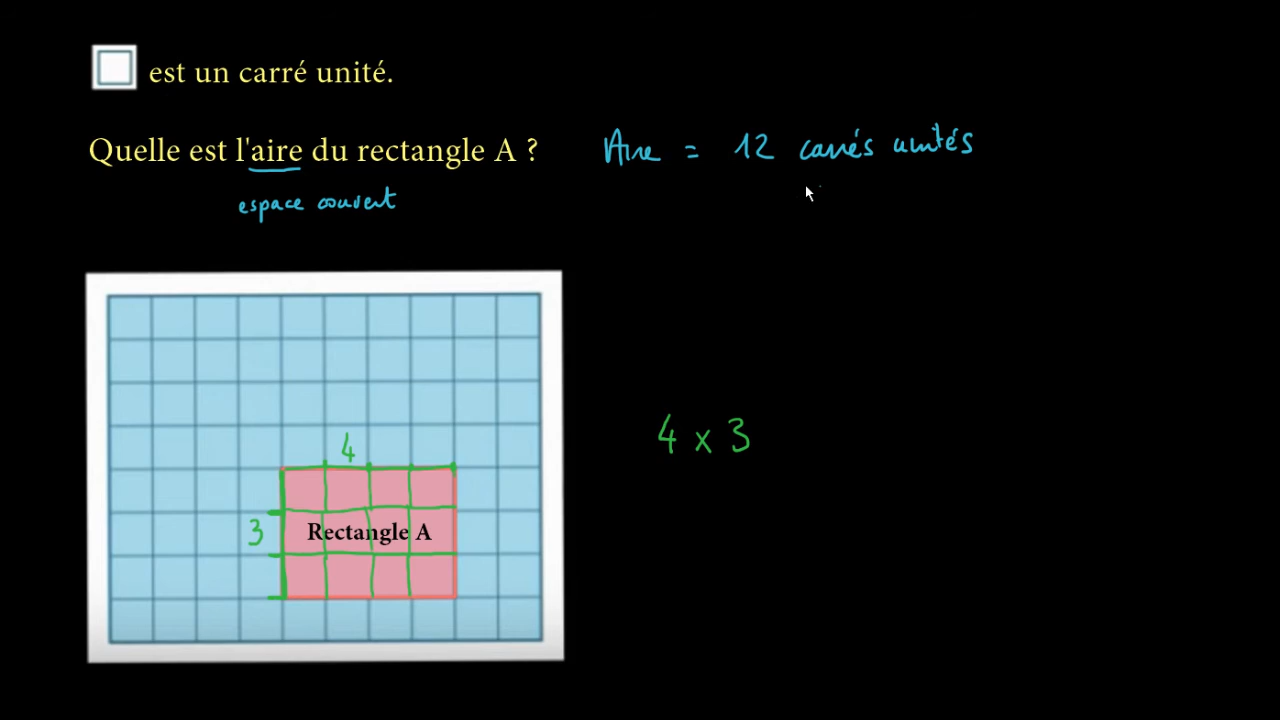 est un carré unité.
Quelle est l'aire du rectangle A ?
Aire = 12 carrés unités
espace couvert
4
4 x 3
3
Rectangle A